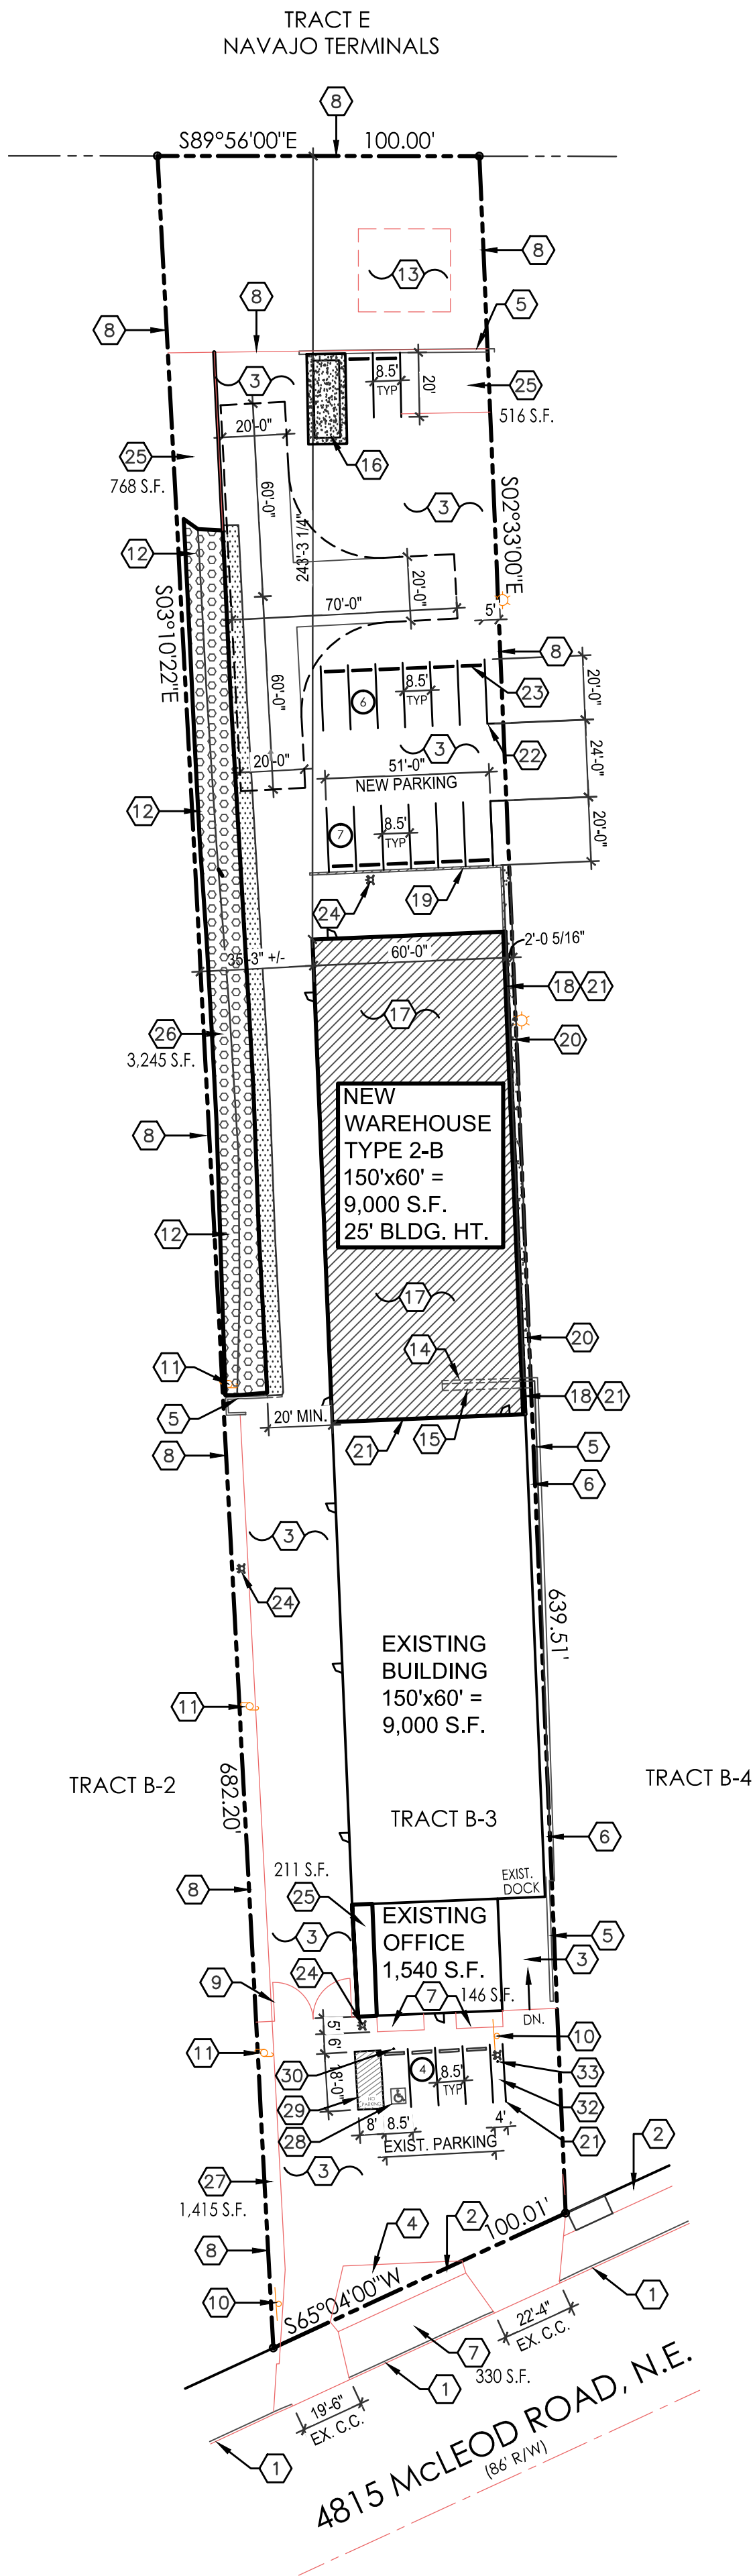 TRACT E
NAVAJO TERMINALS
8
S89°56'00"E 100.00'
13
8
8
8
5
3
8.5'
TYP
20'
25
516 S.F.
20'-0"
16
25
768 S.F.
60'-0"
243'-3 1/4"
3
S02°33'00"E
12
20'-0"
70'-0"
5'
S03°10'22"E
8
60'-0"
6
8.5'
TYP
23
20'-0"
3
22
24'-0"
20'-0"
51'-0"
NEW PARKING
12
7
8.5'
TYP
20'-0"
24
19
35'-3" +/-
60'-0"
2'-0 5/16"
18 21
17
26
3,245 S.F.
20
NEW
WAREHOUSE
TYPE 2-B
150'x60' =
9,000 S.F.
25' BLDG. HT.
8
12
17
20
14
11
18 21
5
20' MIN.
21
15
5
8
6
3
24
639.51'
EXISTING
BUILDING
150'x60' =
9,000 S.F.
11
TRACT B-2
682.20'
TRACT B-4
TRACT B-3
6
211 S.F.
EXIST.
DOCK
8
25
EXISTING
OFFICE
1,540 S.F.
5
3
3
24
9
7
146 S.F.
DN.
5'
6'
10
11
30
4
8.5'
TYP
33
18'-0"
NO
PARKING
29
32
28
8' 8.5'
4'
21
EXIST. PARKING
3
2
27
1,415 S.F.
4
2
100.01'
8
S65°04'00"W
10
1
22'-4"
EX. C.C.
7
330 S.F.
1
19'-6"
EX. C.C.
1
4815 McLEOD ROAD, N.E.
(86' R/W)